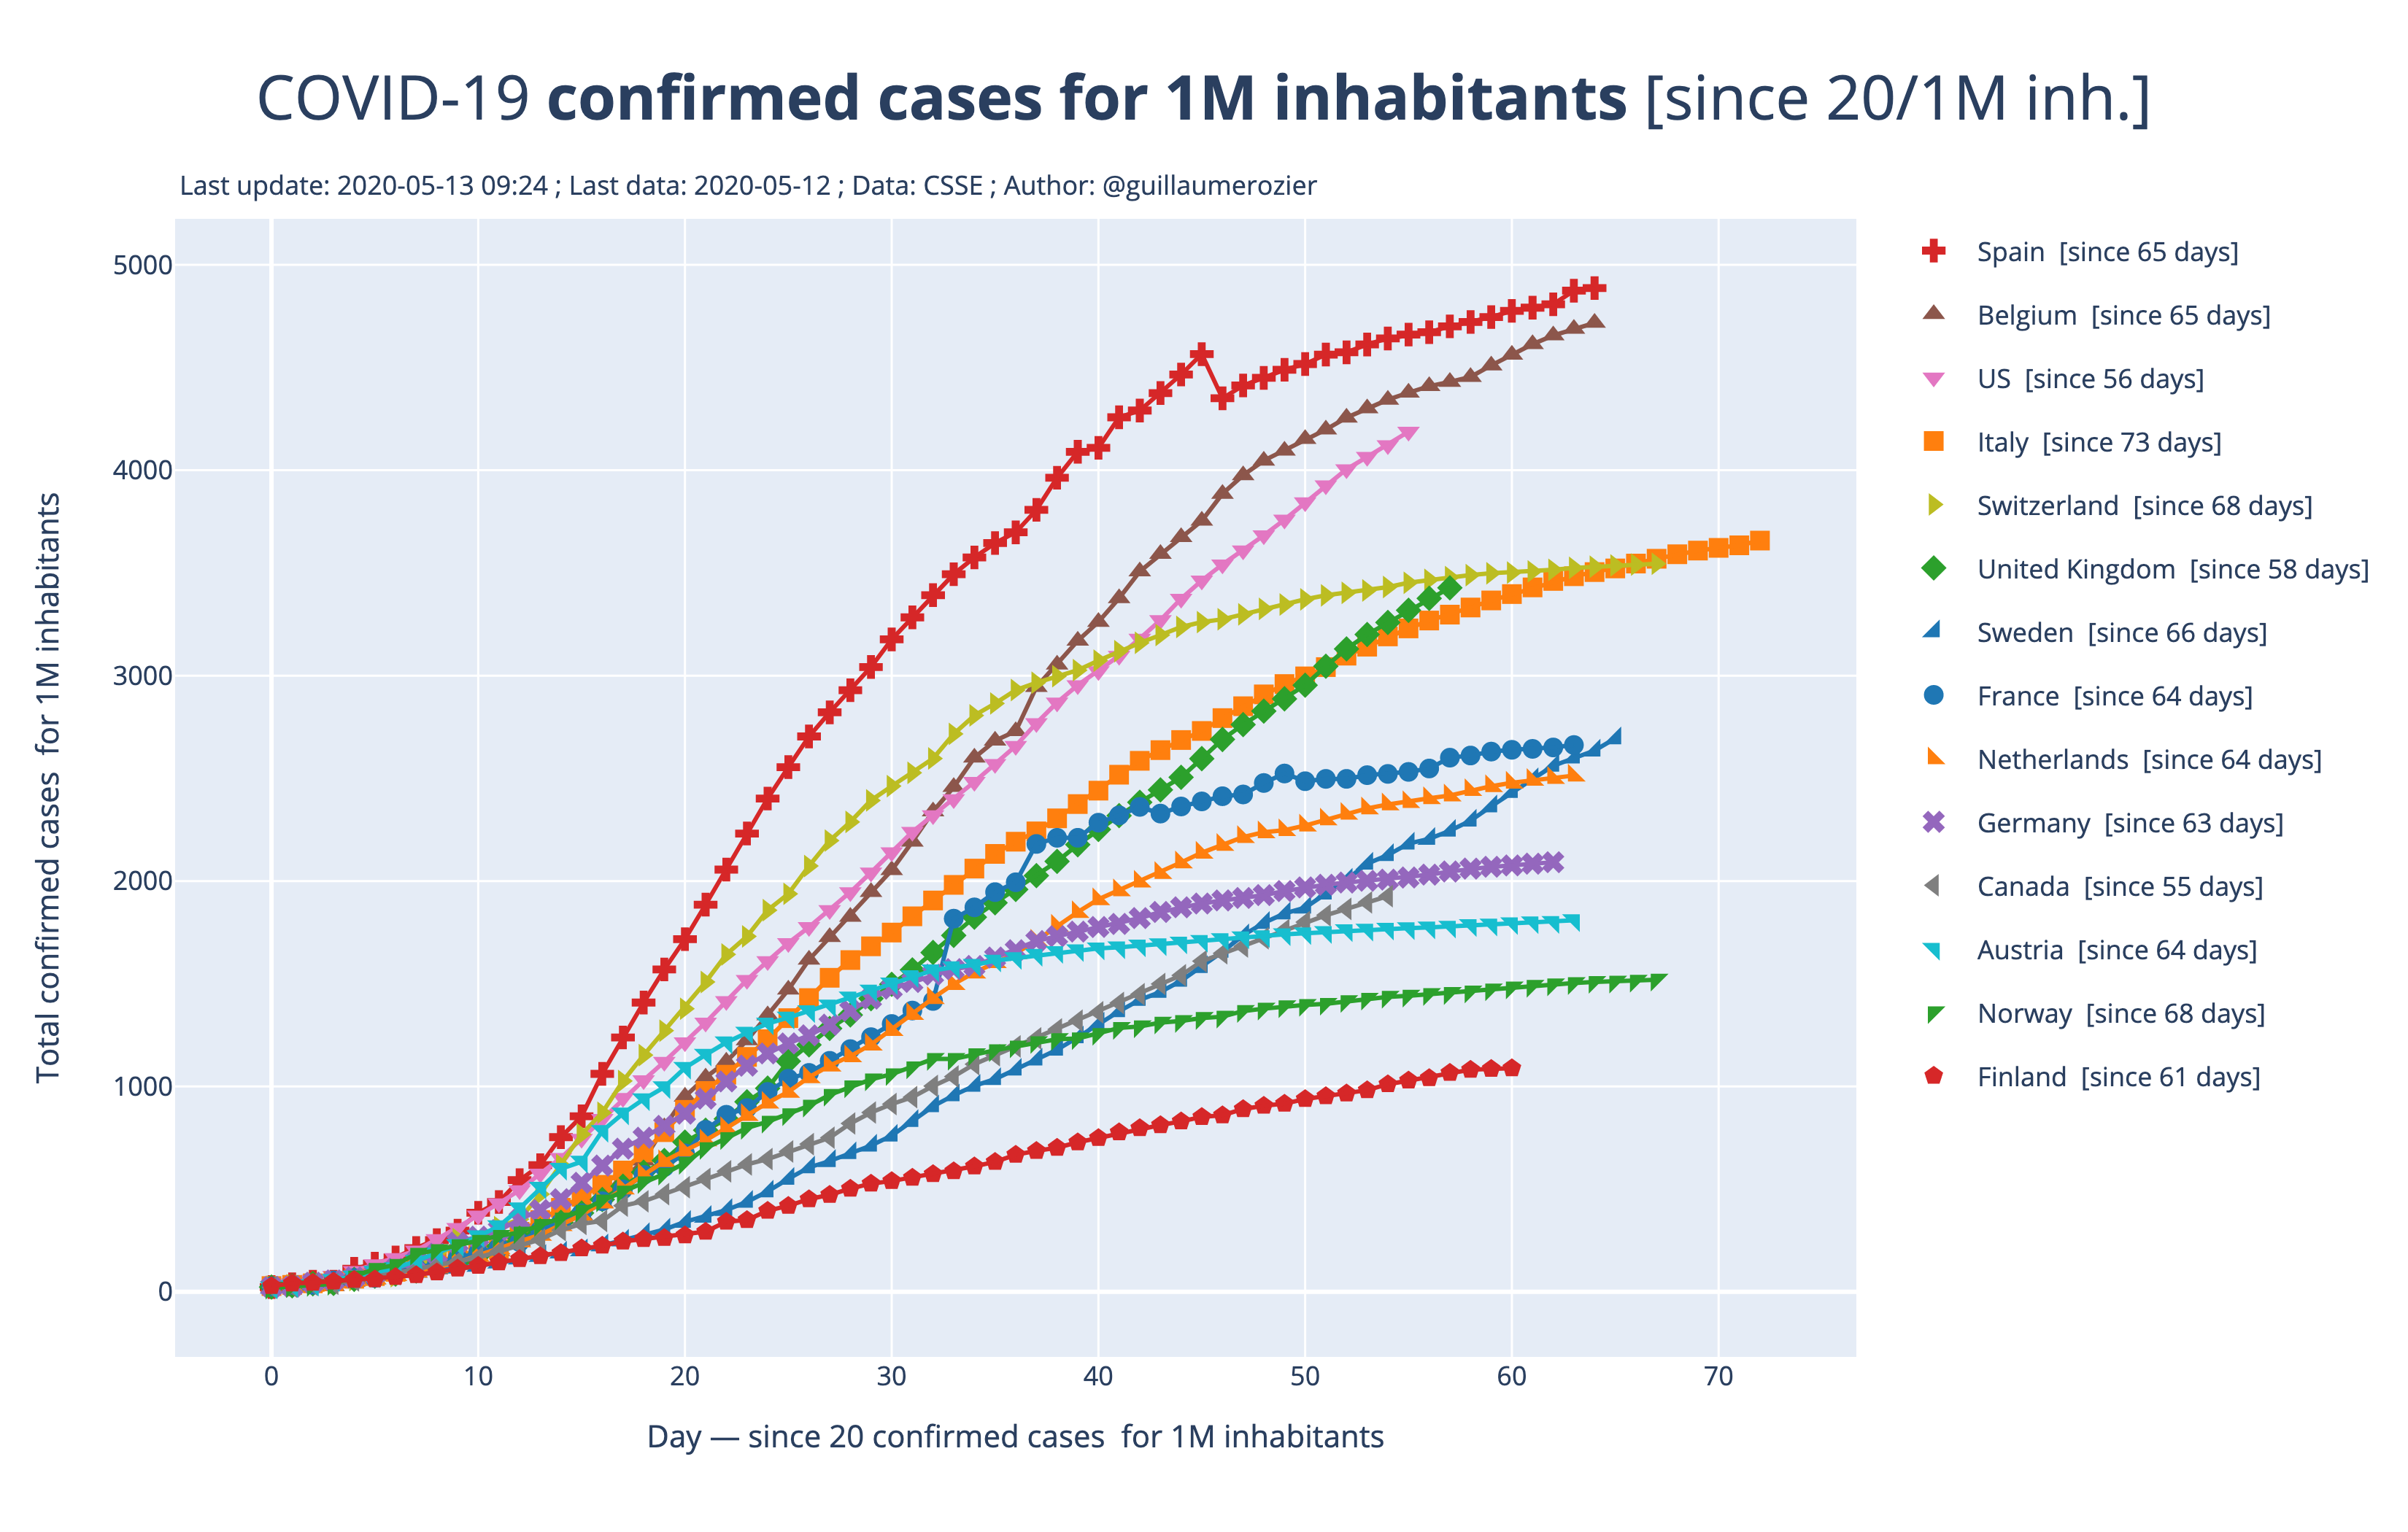 COVID-19 confirmed cases for 1M inhabitants [since 20/1M inh.]
Last update: 2020-05-13 09:24 ; Last data: 2020-05-12 ; Data: CSSE ; Author: @guillaumerozier
Total confirmed cases for 1M inhabitants
5000
4000
3000
2000
1000
0
0 10 20 30 40 50 60 70
Day — since 20 confirmed cases for 1M inhabitants
Spain [since 65 days]
Belgium [since 65 days]
US [since 56 days]
Italy [since 73 days]
Switzerland [since 68 days]
United Kingdom [since 58 days]
Sweden [since 66 days]
France [since 64 days]
Netherlands [since 64 days]
Germany [since 63 days]
Canada [since 55 days]
Austria [since 64 days]
Norway [since 68 days]
Finland [since 61 days]